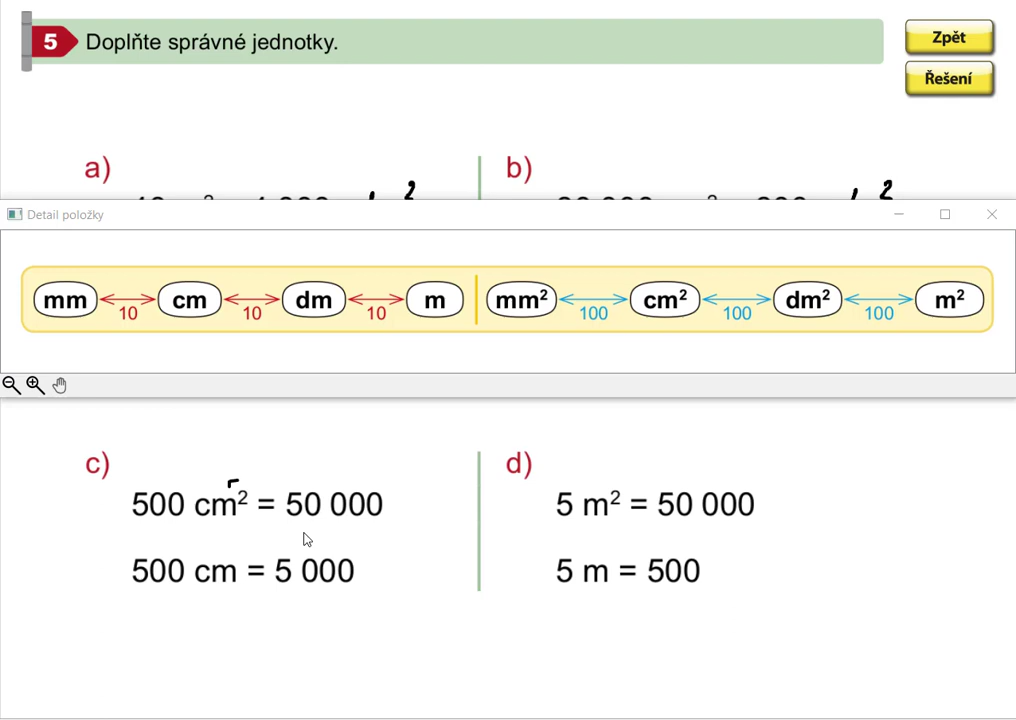 5 Doplňte správné jednotky.
Zpět
Řešení
a)
b)
Detail položky
mm 10 cm 10 dm 10 m mm² 100 cm² 100 dm² 100 m²
c)
500 cm² = 50 000
500 cm = 5 000
d)
5 m² = 50 000
5 m = 500